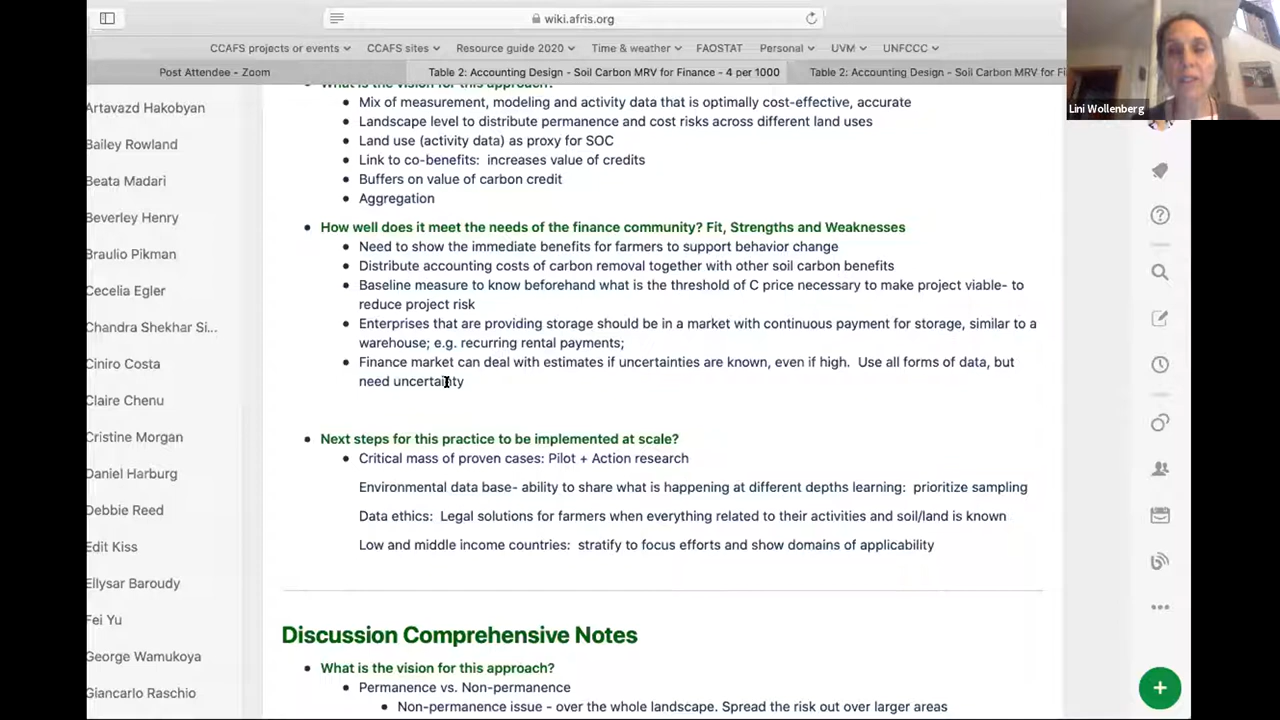 wiki.afris.org
CCAFS projects or events
CCAFS sites
Resource guide 2020
Time & weather
FAOSTAT
Personal
UVM
UNFCCC
Post Attendee - Zoom
Table 2: Accounting Design - Soil Carbon MRV for Finance - 4 per 1000
Table 2: Accounting Design - Soil Carbon MRV for Fi
Lini Wollenberg
Artavazd Hakobyan
Bailey Rowland
Beata Madari
Beverley Henry
Braulio Pikman
Cecelia Egler
Chandra Shekhar Si...
Ciniro Costa
Claire Chenu
Cristine Morgan
Daniel Harburg
Debbie Reed
Edit Kiss
Ellysar Baroudy
Fei Yu
George Wamukoya
Giancarlo Raschio
What is the vision for this approach?
Mix of measurement, modeling and activity data that is optimally cost-effective, accurate
Landscape level to distribute permanence and cost risks across different land uses
Land use (activity data) as proxy for SOC
Link to co-benefits: increases value of credits
Buffers on value of carbon credit
Aggregation
How well does it meet the needs of the finance community? Fit, Strengths and Weaknesses
Need to show the immediate benefits for farmers to support behavior change
Distribute accounting costs of carbon removal together with other soil carbon benefits
Baseline measure to know beforehand what is the threshold of C price necessary to make project viable- to
reduce project risk
Enterprises that are providing storage should be in a market with continuous payment for storage, similar to a
warehouse; e.g. recurring rental payments;
Finance market can deal with estimates if uncertainties are known, even if high. Use all forms of data, but
need uncertainty
Next steps for this practice to be implemented at scale?
Critical mass of proven cases: Pilot + Action research
Environmental data base- ability to share what is happening at different depths learning: prioritize sampling
Data ethics: Legal solutions for farmers when everything related to their activities and soil/land is known
Low and middle income countries: stratify to focus efforts and show domains of applicability
Discussion Comprehensive Notes
What is the vision for this approach?
Permanence vs. Non-permanence
Non-permanence issue - over the whole landscape. Spread the risk out over larger areas